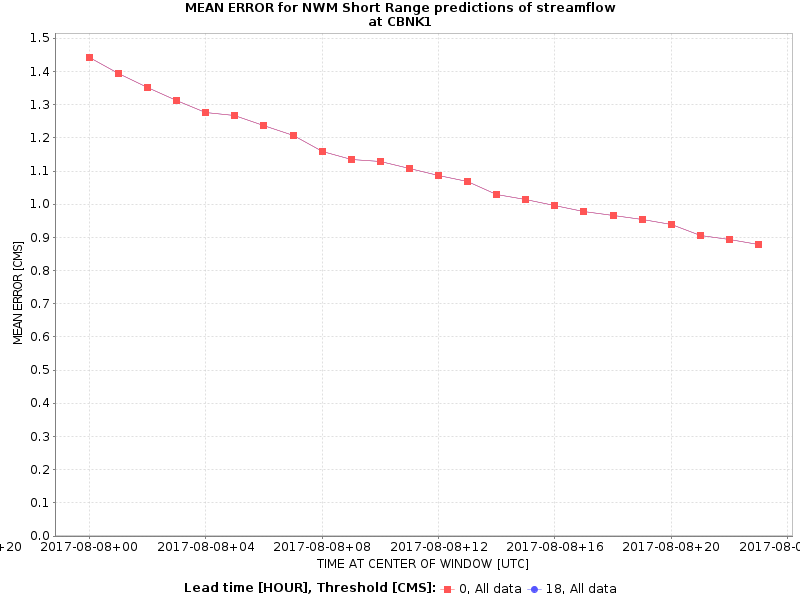 MEAN ERROR for NWM Short Range predictions of streamflow
at CBNK1
1.5
1.4
1.3
1.2
1.1
1.0
0.9
0.8
0.7
0.6
0.5
0.4
0.3
0.2
0.1
0.0
MEAN ERROR [CMS]
+20 2017-08-08+00 2017-08-08+04 2017-08-08+08 2017-08-08+12 2017-08-08+16 2017-08-08+20 2017-08-0
TIME AT CENTER OF WINDOW [UTC]
Lead time [HOUR], Threshold [CMS]: 0, All data 18, All data